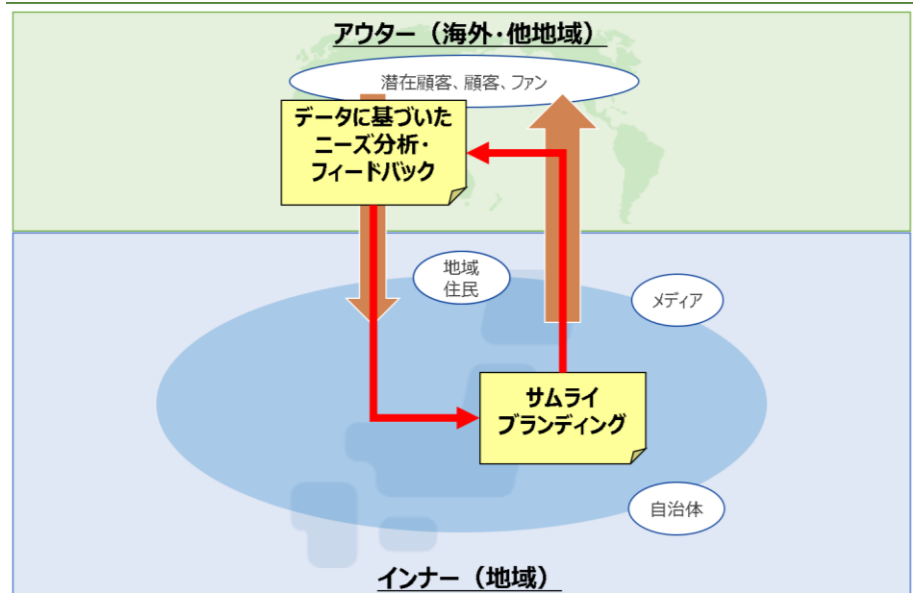 アウター（海外・他地域）
潜在顧客、顧客、ファン
データに基づいた
ニーズ分析・
フィードバック
地域
住民
メディア
サムライ
ブランディング
自治体
インナー（地域）